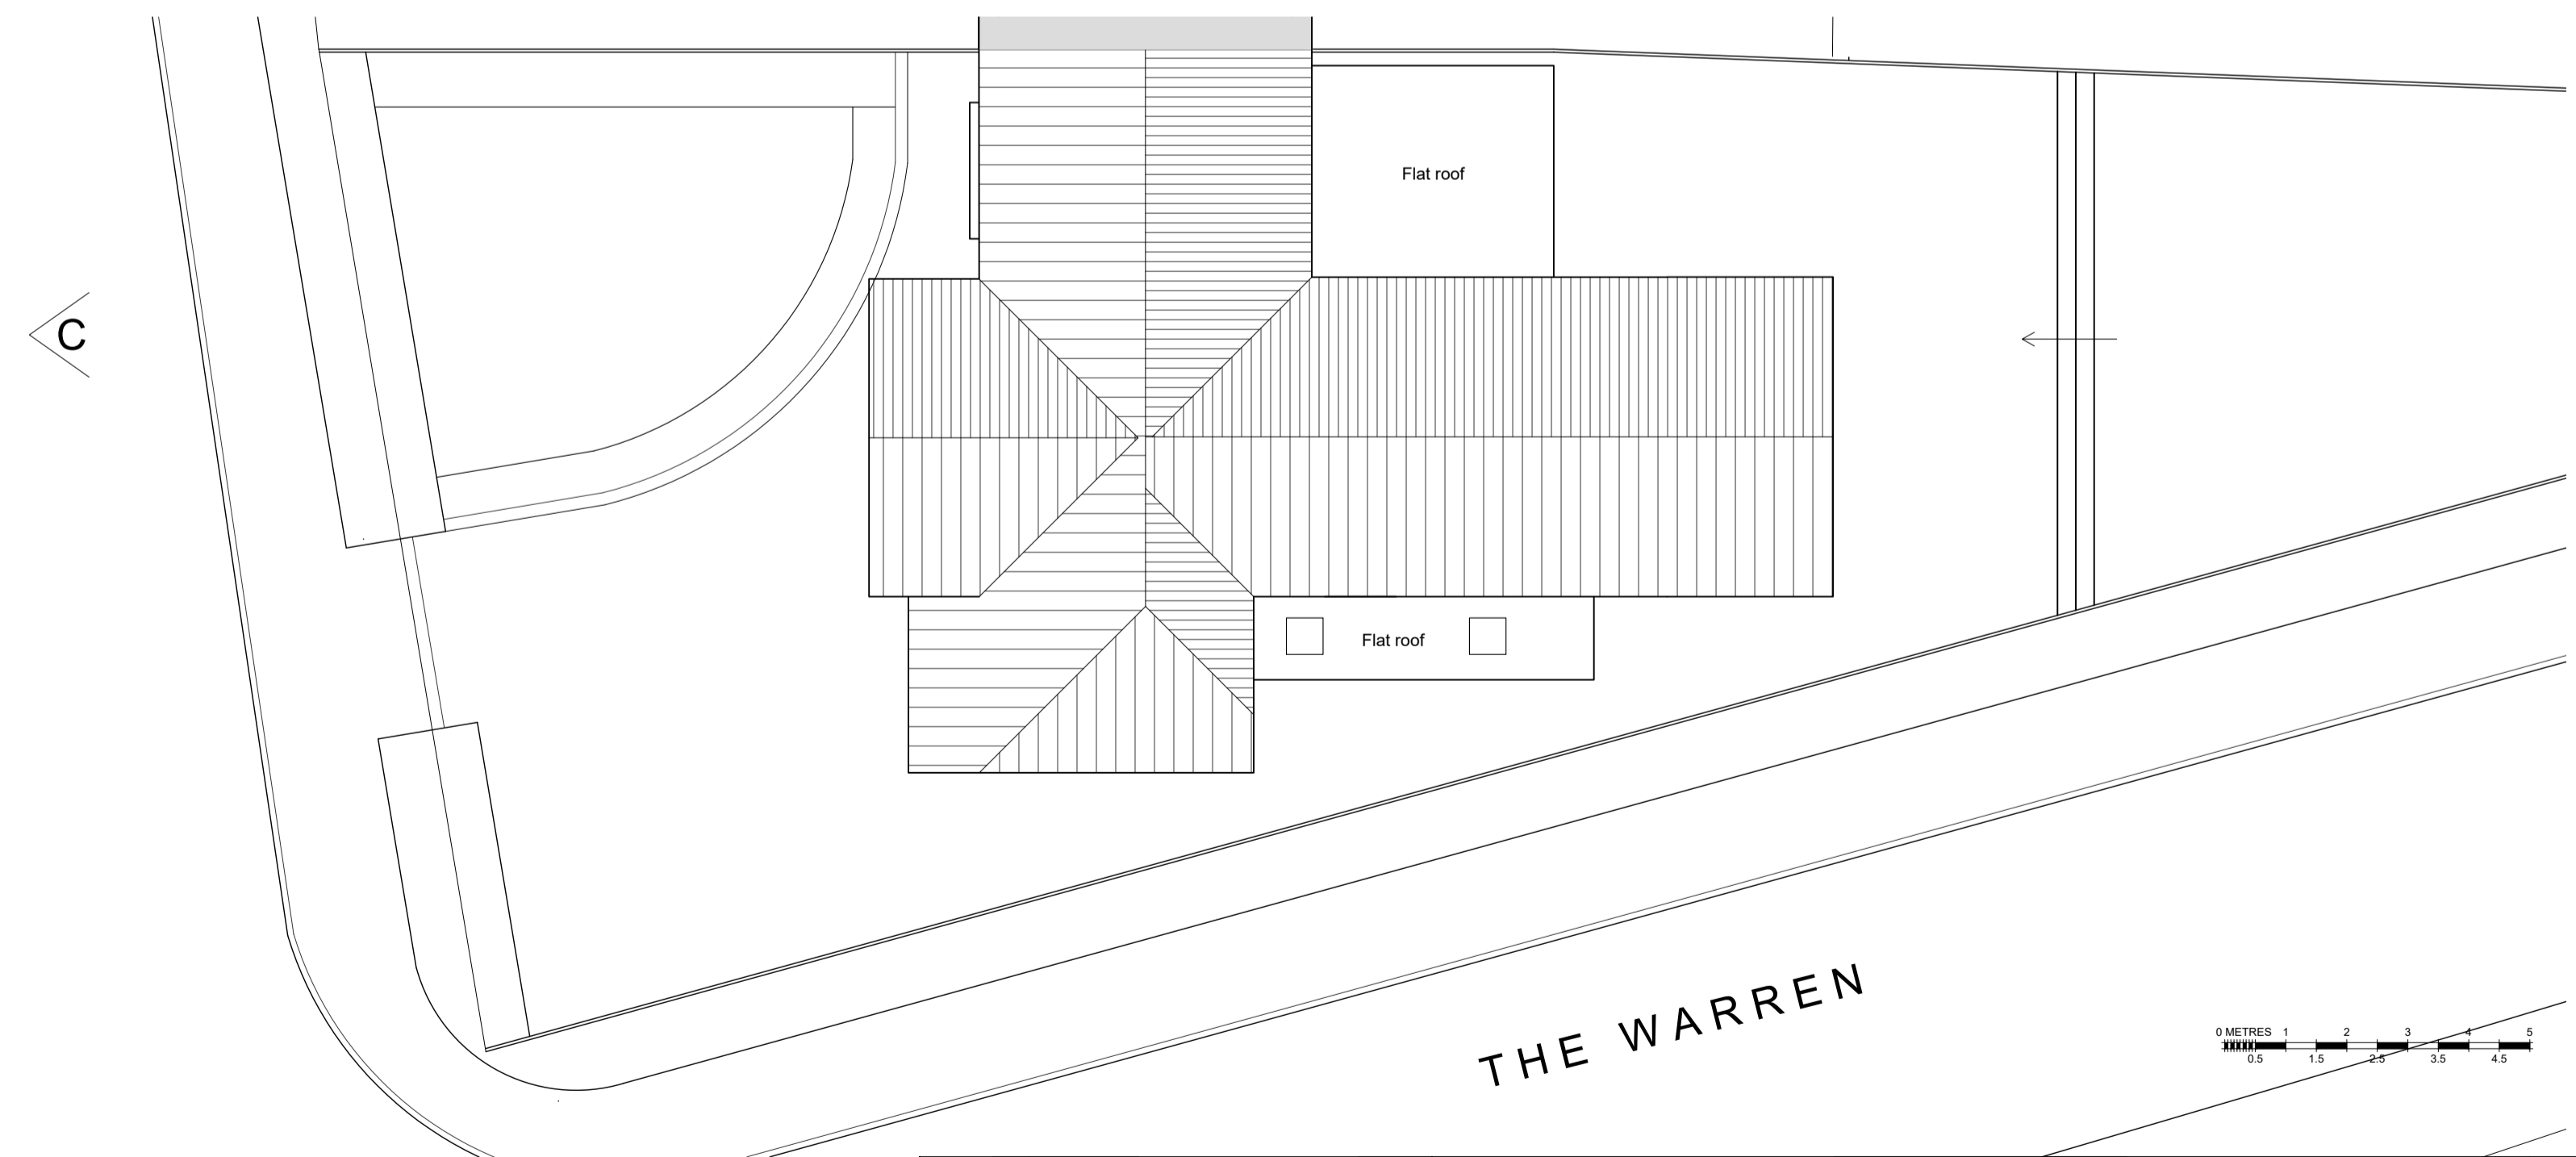 Flat roof
C
Flat roof
THE WARREN
0 METRES 1 2 3 4 5
0.5 1.5 2.5 3.5 4.5